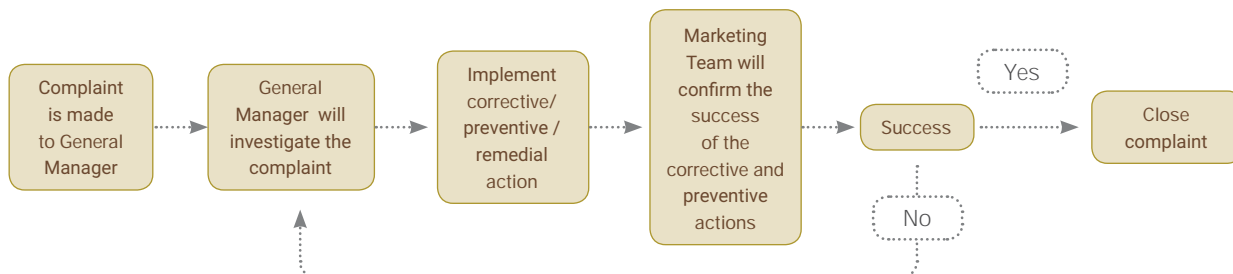 Complaint
is made
to General
Manager
General
Manager will
investigate the
complaint
Implement
corrective/
preventive /
remedial
action
Marketing
Team will
confirm the
success
of the
corrective and
preventive
actions
Success
Yes
No
Close
complaint